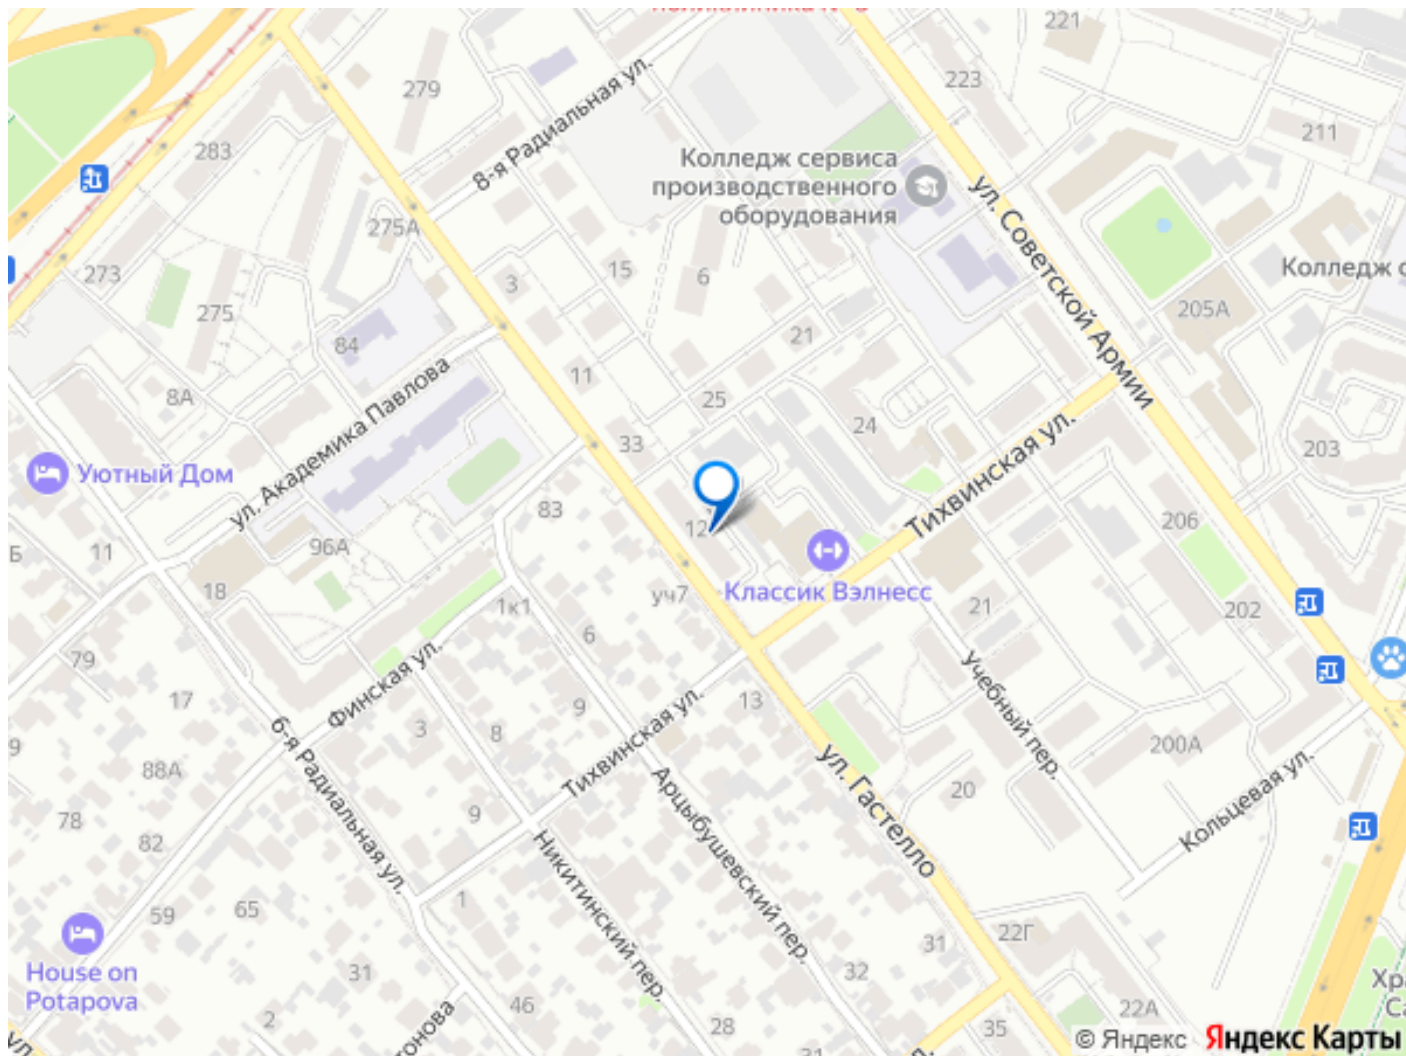 221
223
279
8-я Радиальная ул.
211
283
Колледж сервиса
производственного
оборудования
ул. Советской Армии
275А
15
6
3
273
275
Колледж с
205А
21
84
11
8А
25
24
33
203
ул. Академика Павлова
Уютный Дом
Тихвинская ул.
83
12
206
96А
11
Б
18
Классик Вэлнесс
уч7
1к1
21
202
6
79
17
Финская ул.
9
13
Учебный пер.
3
8
200А
9
88А
6-я Радиальная ул.
Тихвинская ул.
ул. Гастелло
20
78
82
9
Арцыбушевский пер.
Кольцевая ул.
Никитинский пер.
59
65
1
31
22Г
House on
Potapova
31
32
46
22А
2
28
35
Хра
Са
© Яндекс Яндекс Карты